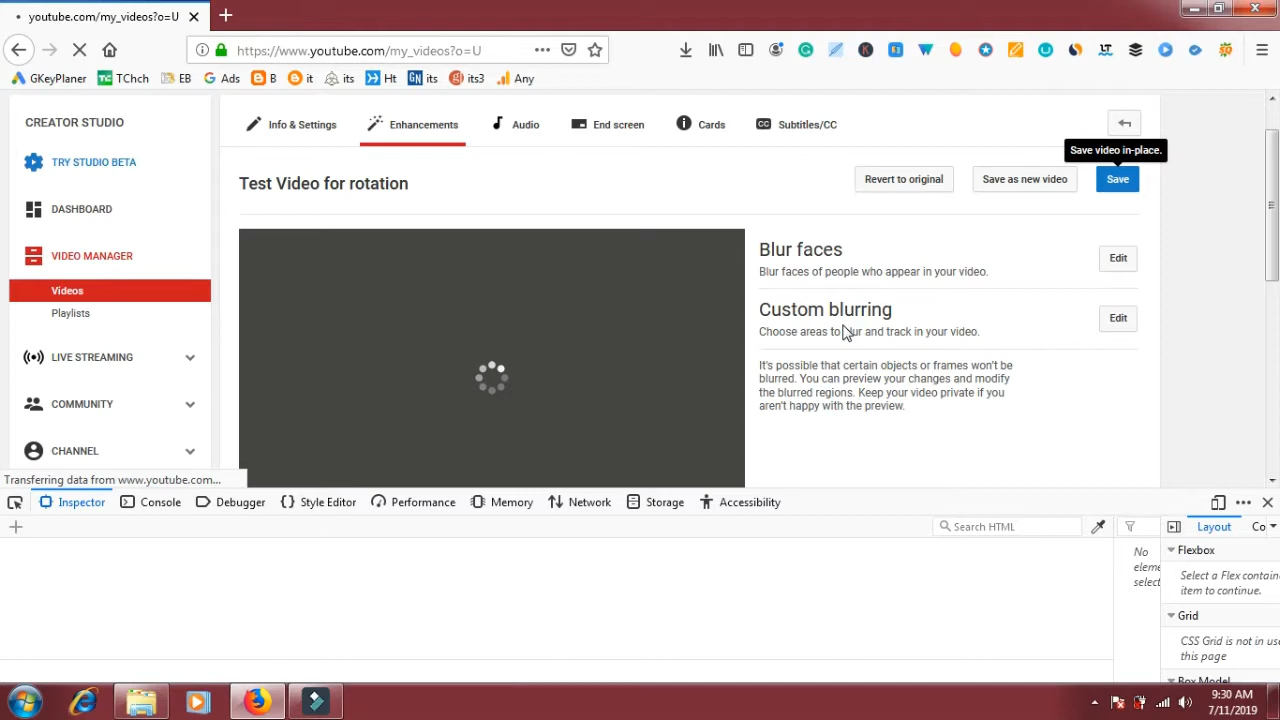 youtube.com/my_videos?o=U
https://www.youtube.com/my_videos?o=U
GKeyPlaner TChch EB Ads B it its Ht its its3 Any
CREATOR STUDIO
TRY STUDIO BETA
DASHBOARD
VIDEO MANAGER
Videos
Playlists
LIVE STREAMING
COMMUNITY
CHANNEL
Info & Settings Enhancements Audio End screen Cards Subtitles/CC
Save video in-place.
Test Video for rotation
Revert to original Save as new video Save
Blur faces
Blur faces of people who appear in your video.
Edit
Custom blurring
Choose areas to blur and track in your video.
Edit
It's possible that certain objects or frames won't be
blurred. You can preview your changes and modify
the blurred regions. Keep your video private if you
aren't happy with the preview.
Transferring data from www.youtube.com...
Inspector Console Debugger Style Editor Performance Memory Network Storage Accessibility
Search HTML
No
eleme
select
Layout Co
Flexbox
Select a Flex contain
item to continue.
Grid
CSS Grid is not in use
this page
Box Model
9:30 AM
7/11/2019